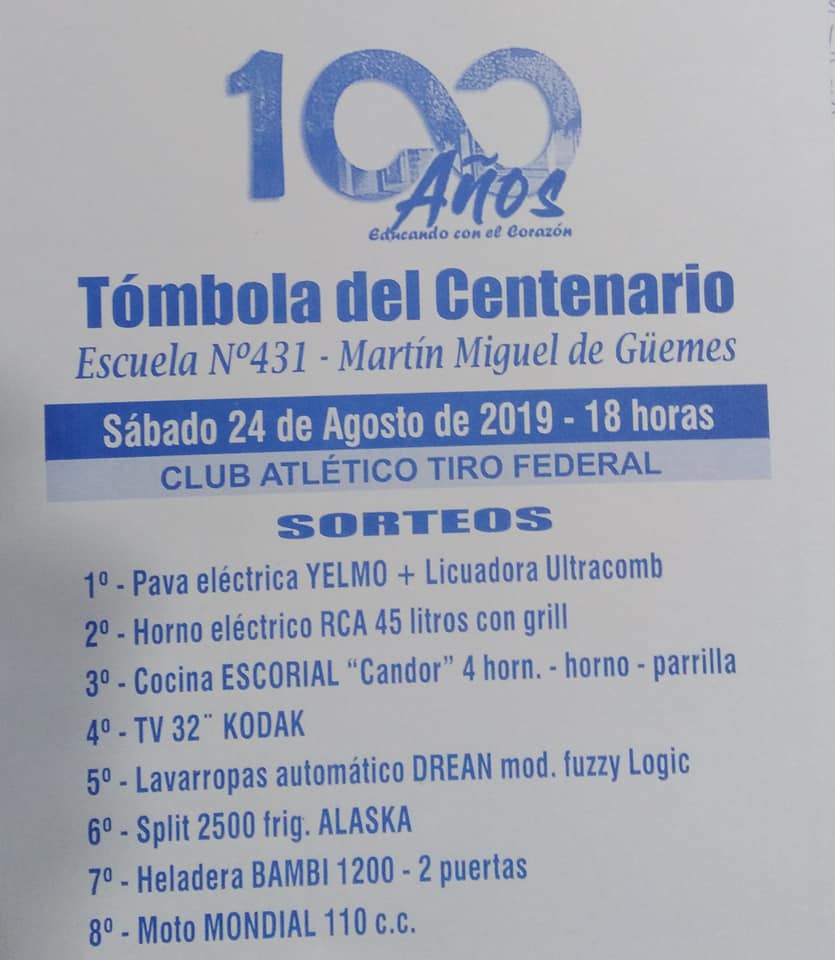 100
Años
Educando con el Corazón
Tómbola del Centenario
Escuela Nº431 - Martín Miguel de Güemes
Sábado 24 de Agosto de 2019 - 18 horas
CLUB ATLÉTICO TIRO FEDERAL
SORTEOS
1º - Pava eléctrica YELMO + Licuadora Ultracomb
2º - Horno eléctrico RCA 45 litros con grill
3º - Cocina ESCORIAL “Candor” 4 horn. - horno - parrilla
4º - TV 32¨ KODAK
5º - Lavarropas automático DREAN mod. fuzzy Logic
6º - Split 2500 frig. ALASKA
7º - Heladera BAMBI 1200 - 2 puertas
8º - Moto MONDIAL 110 c.c.